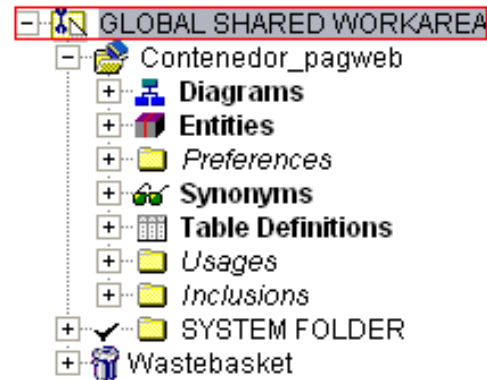 GLOBAL SHARED WORKAREA
Contenedor_pagweb
Diagrams
Entities
Preferences
Synonyms
Table Definitions
Usages
Inclusions
SYSTEM FOLDER
Wastebasket